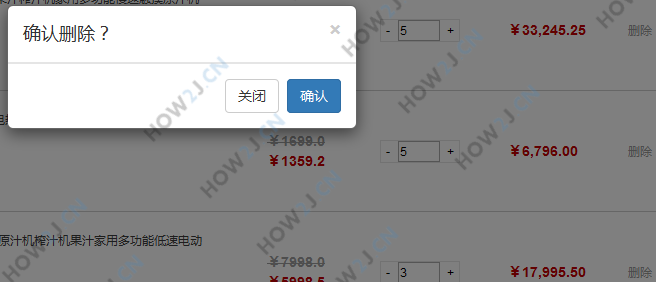 确认删除？ ×
关闭 确认
- 5 + ￥33,245.25 删除
￥1699.0
￥1359.2
- 5 + ￥6,796.00 删除
原汁机榨汁机果汁家用多功能低速电动
￥7998.0
- 3 + ￥17,995.50 删除
HOW2J.CN
HOW2J.CN
HOW2J.CN
HOW2J.CN